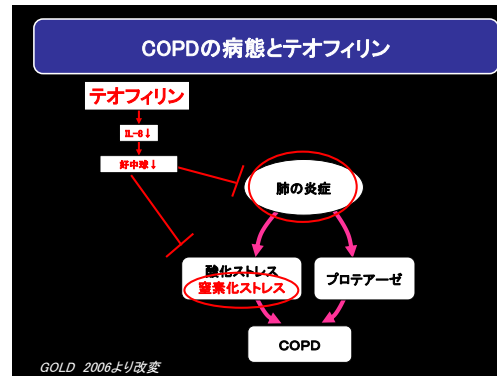 COPDの病態とテオフィリン
テオフィリン
IL-8↓
好中球↓
肺の炎症
酸化ストレス
窒素化ストレス
プロテアーゼ
COPD
GOLD 2006より改変